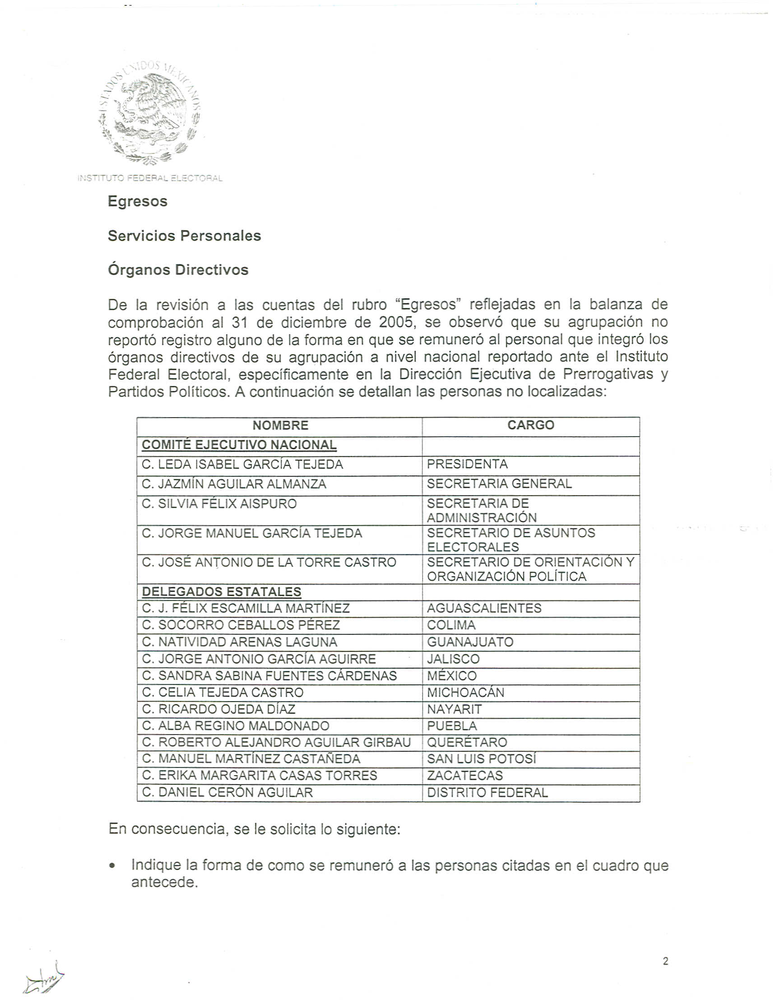 ESTADOS UNIDOS MEXICANOS
INSTITUTO FEDERAL ELECTORAL
Egresos
Servicios Personales
Órganos Directivos
De la revisión a las cuentas del rubro “Egresos” reflejadas en la balanza de
comprobación al 31 de diciembre de 2005, se observó que su agrupación no
reportó registro alguno de la forma en que se remuneró al personal que integró los
órganos directivos de su agrupación a nivel nacional reportado ante el Instituto
Federal Electoral, específicamente en la Dirección Ejecutiva de Prerrogativas y
Partidos Políticos. A continuación se detallan las personas no localizadas:
NOMBRE CARGO
COMITÉ EJECUTIVO NACIONAL
C. LEDA ISABEL GARCÍA TEJEDA PRESIDENTA
C. JAZMÍN AGUILAR ALMANZA SECRETARIA GENERAL
C. SILVIA FÉLIX AISPURO SECRETARIA DE
ADMINISTRACIÓN
C. JORGE MANUEL GARCÍA TEJEDA SECRETARIO DE ASUNTOS
ELECTORALES
C. JOSÉ ANTONIO DE LA TORRE CASTRO SECRETARIO DE ORIENTACIÓN Y
ORGANIZACIÓN POLÍTICA
DELEGADOS ESTATALES
C. J. FÉLIX ESCAMILLA MARTÍNEZ AGUASCALIENTES
C. SOCORRO CEBALLOS PÉREZ COLIMA
C. NATIVIDAD ARENAS LAGUNA GUANAJUATO
C. JORGE ANTONIO GARCÍA AGUIRRE JALISCO
C. SANDRA SABINA FUENTES CÁRDENAS MÉXICO
C. CELIA TEJEDA CASTRO MICHOACÁN
C. RICARDO OJEDA DÍAZ NAYARIT
C. ALBA REGINO MALDONADO PUEBLA
C. ROBERTO ALEJANDRO AGUILAR GIRBAU QUERÉTARO
C. MANUEL MARTÍNEZ CASTAÑEDA SAN LUIS POTOSÍ
C. ERIKA MARGARITA CASAS TORRES ZACATECAS
C. DANIEL CERÓN AGUILAR DISTRITO FEDERAL
En consecuencia, se le solicita lo siguiente:
• Indique la forma de como se remuneró a las personas citadas en el cuadro que
antecede.
2